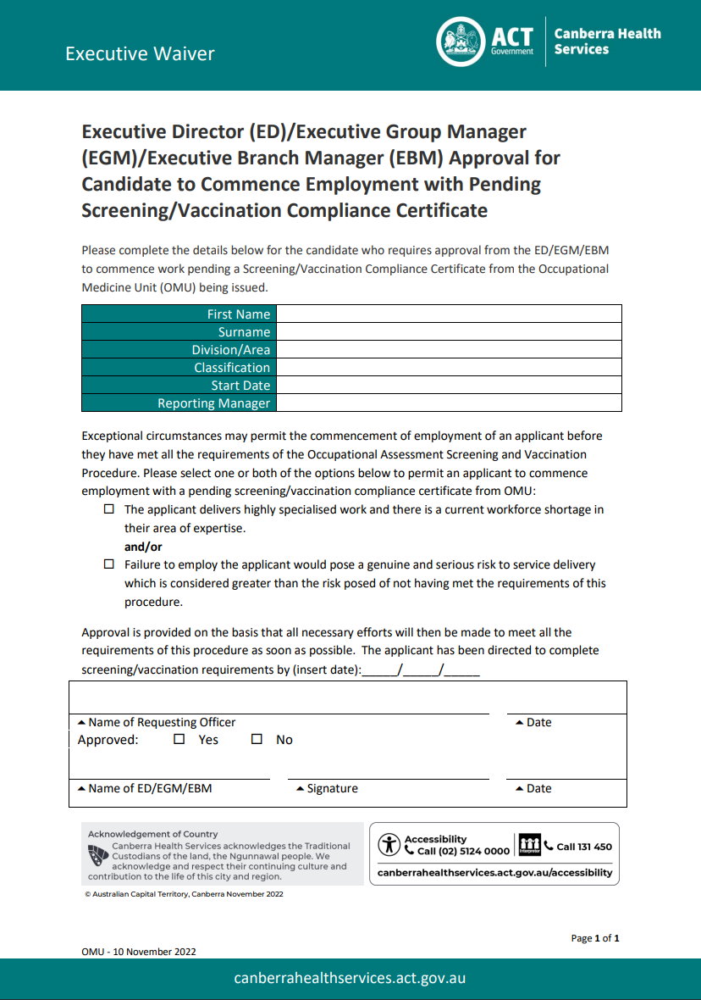 Executive Waiver
ACT
Government
Canberra Health
Services
Executive Director (ED)/Executive Group Manager
(EGM)/Executive Branch Manager (EBM) Approval for
Candidate to Commence Employment with Pending
Screening/Vaccination Compliance Certificate
Please complete the details below for the candidate who requires approval from the ED/EGM/EBM
to commence work pending a Screening/Vaccination Compliance Certificate from the Occupational
Medicine Unit (OMU) being issued.
First Name
Surname
Division/Area
Classification
Start Date
Reporting Manager
Exceptional circumstances may permit the commencement of employment of an applicant before
they have met all the requirements of the Occupational Assessment Screening and Vaccination
Procedure. Please select one or both of the options below to permit an applicant to commence
employment with a pending screening/vaccination compliance certificate from OMU:
☐ The applicant delivers highly specialised work and there is a current workforce shortage in
their area of expertise.
and/or
☐ Failure to employ the applicant would pose a genuine and serious risk to service delivery
which is considered greater than the risk posed of not having met the requirements of this
procedure.
Approval is provided on the basis that all necessary efforts will then be made to meet all the
requirements of this procedure as soon as possible. The applicant has been directed to complete
screening/vaccination requirements by (insert date):_____/_____/_____
Name of Requesting Officer Date
Approved: ☐ Yes ☐ No
Name of ED/EGM/EBM Signature Date
Acknowledgement of Country
Canberra Health Services acknowledges the Traditional
Custodians of the land, the Ngunnawal people. We
acknowledge and respect their continuing culture and
contribution to the life of this city and region.
Accessibility
Call (02) 5124 0000
Interpreter
Call 131 450
canberrahealthservices.act.gov.au/accessibility
© Australian Capital Territory, Canberra November 2022
Page 1 of 1
OMU - 10 November 2022
canberrahealthservices.act.gov.au